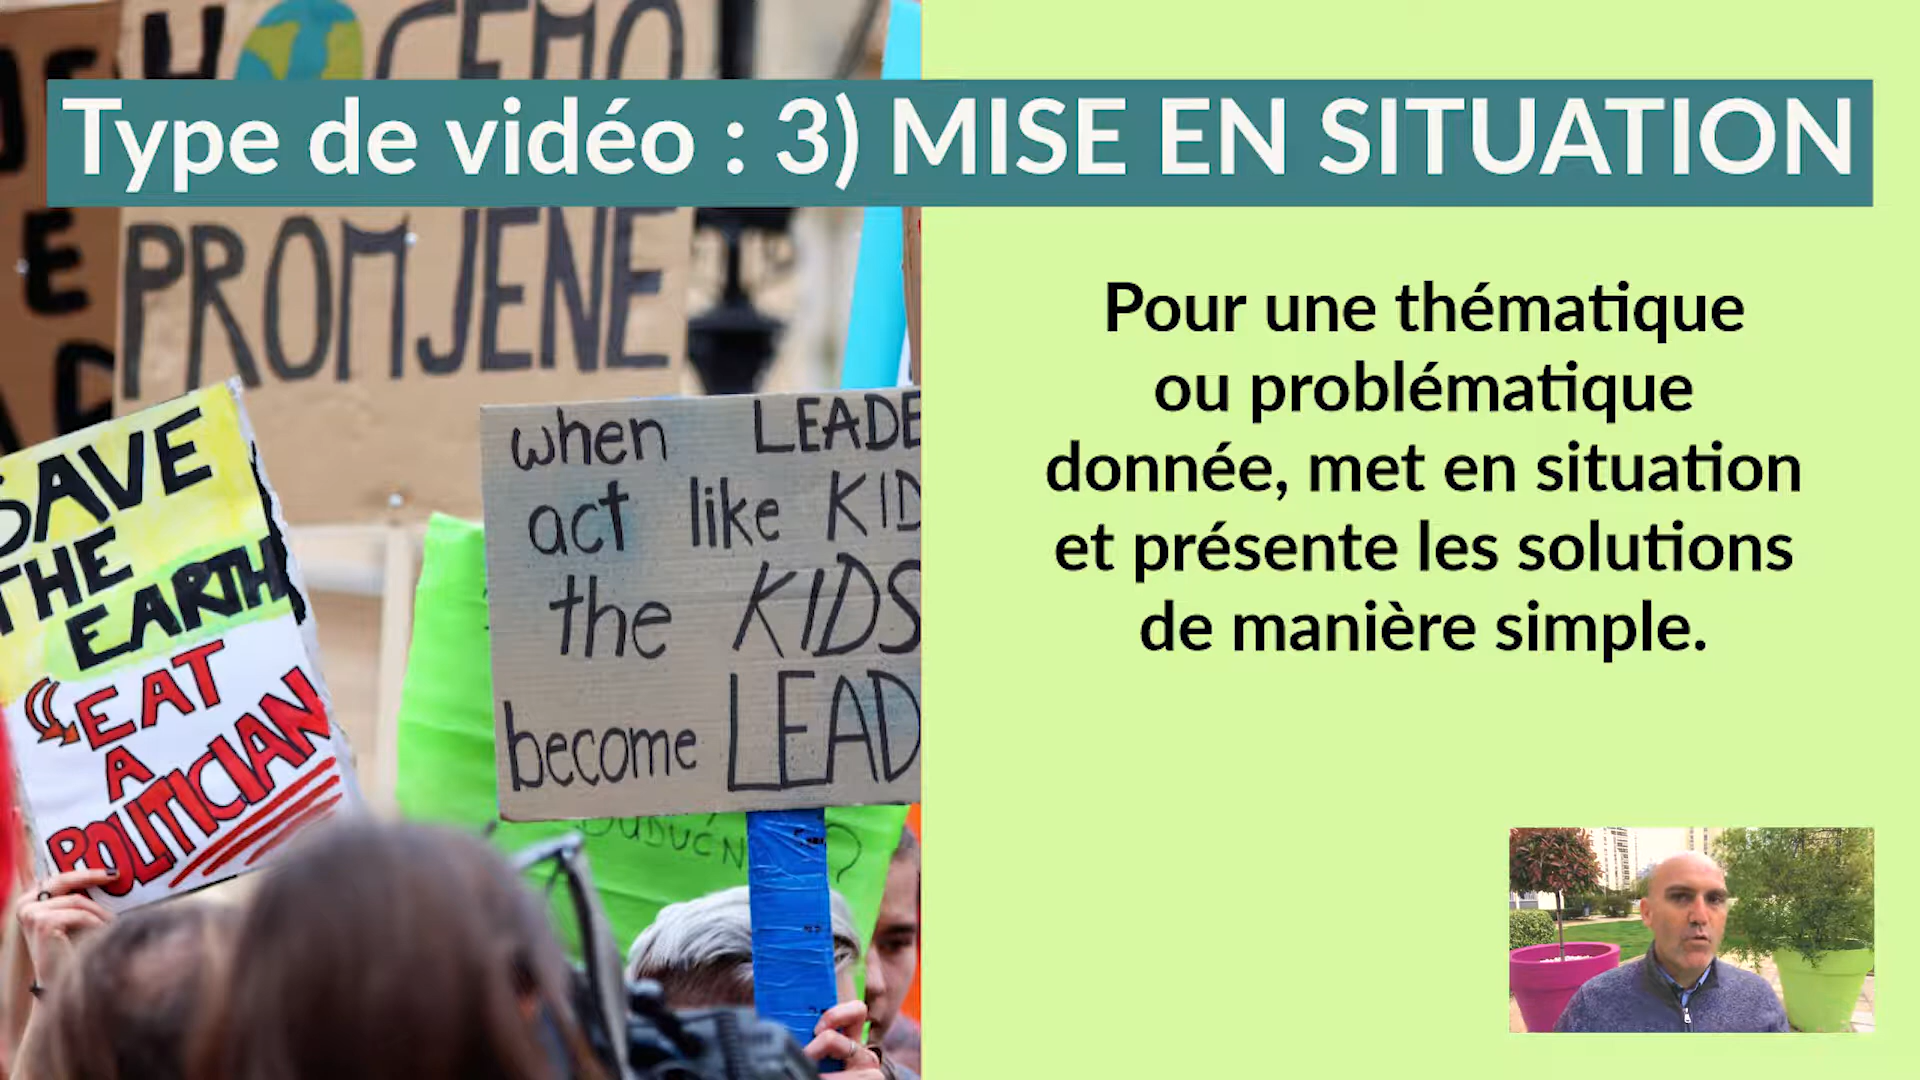 Type de vidéo : 3) MISE EN SITUATION
PROMJENE
SAVE
THE
EARTH
EAT
A
POLITICIAN
when LEADE
act like KID
the KIDS
become LEAD
Pour une thématique
ou problématique
donnée, met en situation
et présente les solutions
de manière simple.